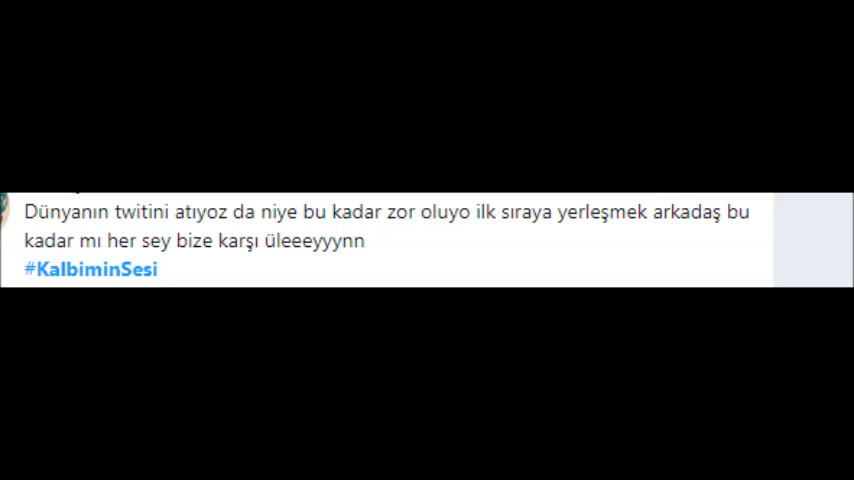 Dünyanın twitini atıyoz da niye bu kadar zor oluyo ilk sıraya yerleşmek arkadaş bu
kadar mı her sey bize karşı üleeeyyynn
#KalbiminSesi